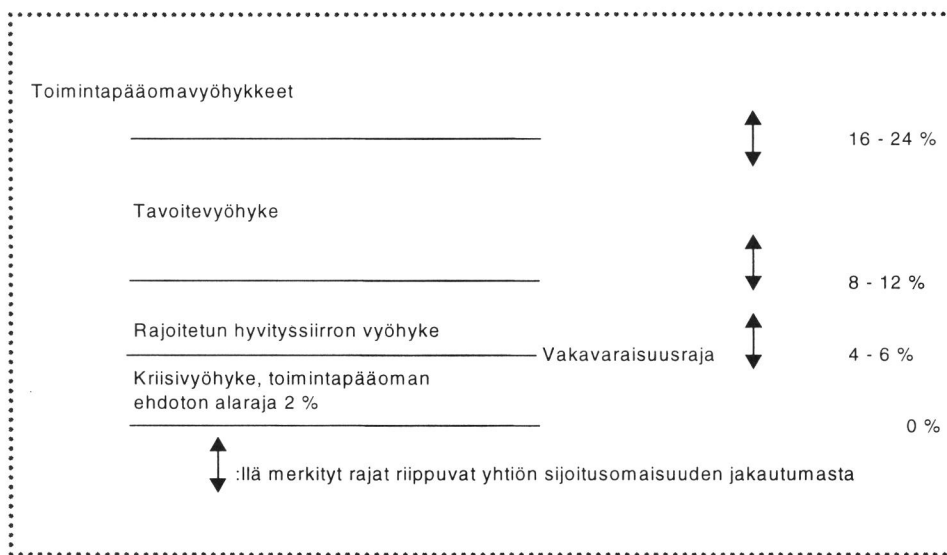 Toimintapääomavyöhykkeet
16 - 24 %
Tavoitevyöhyke
8 - 12 %
Rajoitetun hyvityssiirron vyöhyke
Vakavaraisuusraja 4 - 6 %
Kriisivyöhyke, toimintapääoman
ehdoton alaraja 2 %
0 %
:llä merkityt rajat riippuvat yhtiön sijoitusomaisuuden jakautumasta